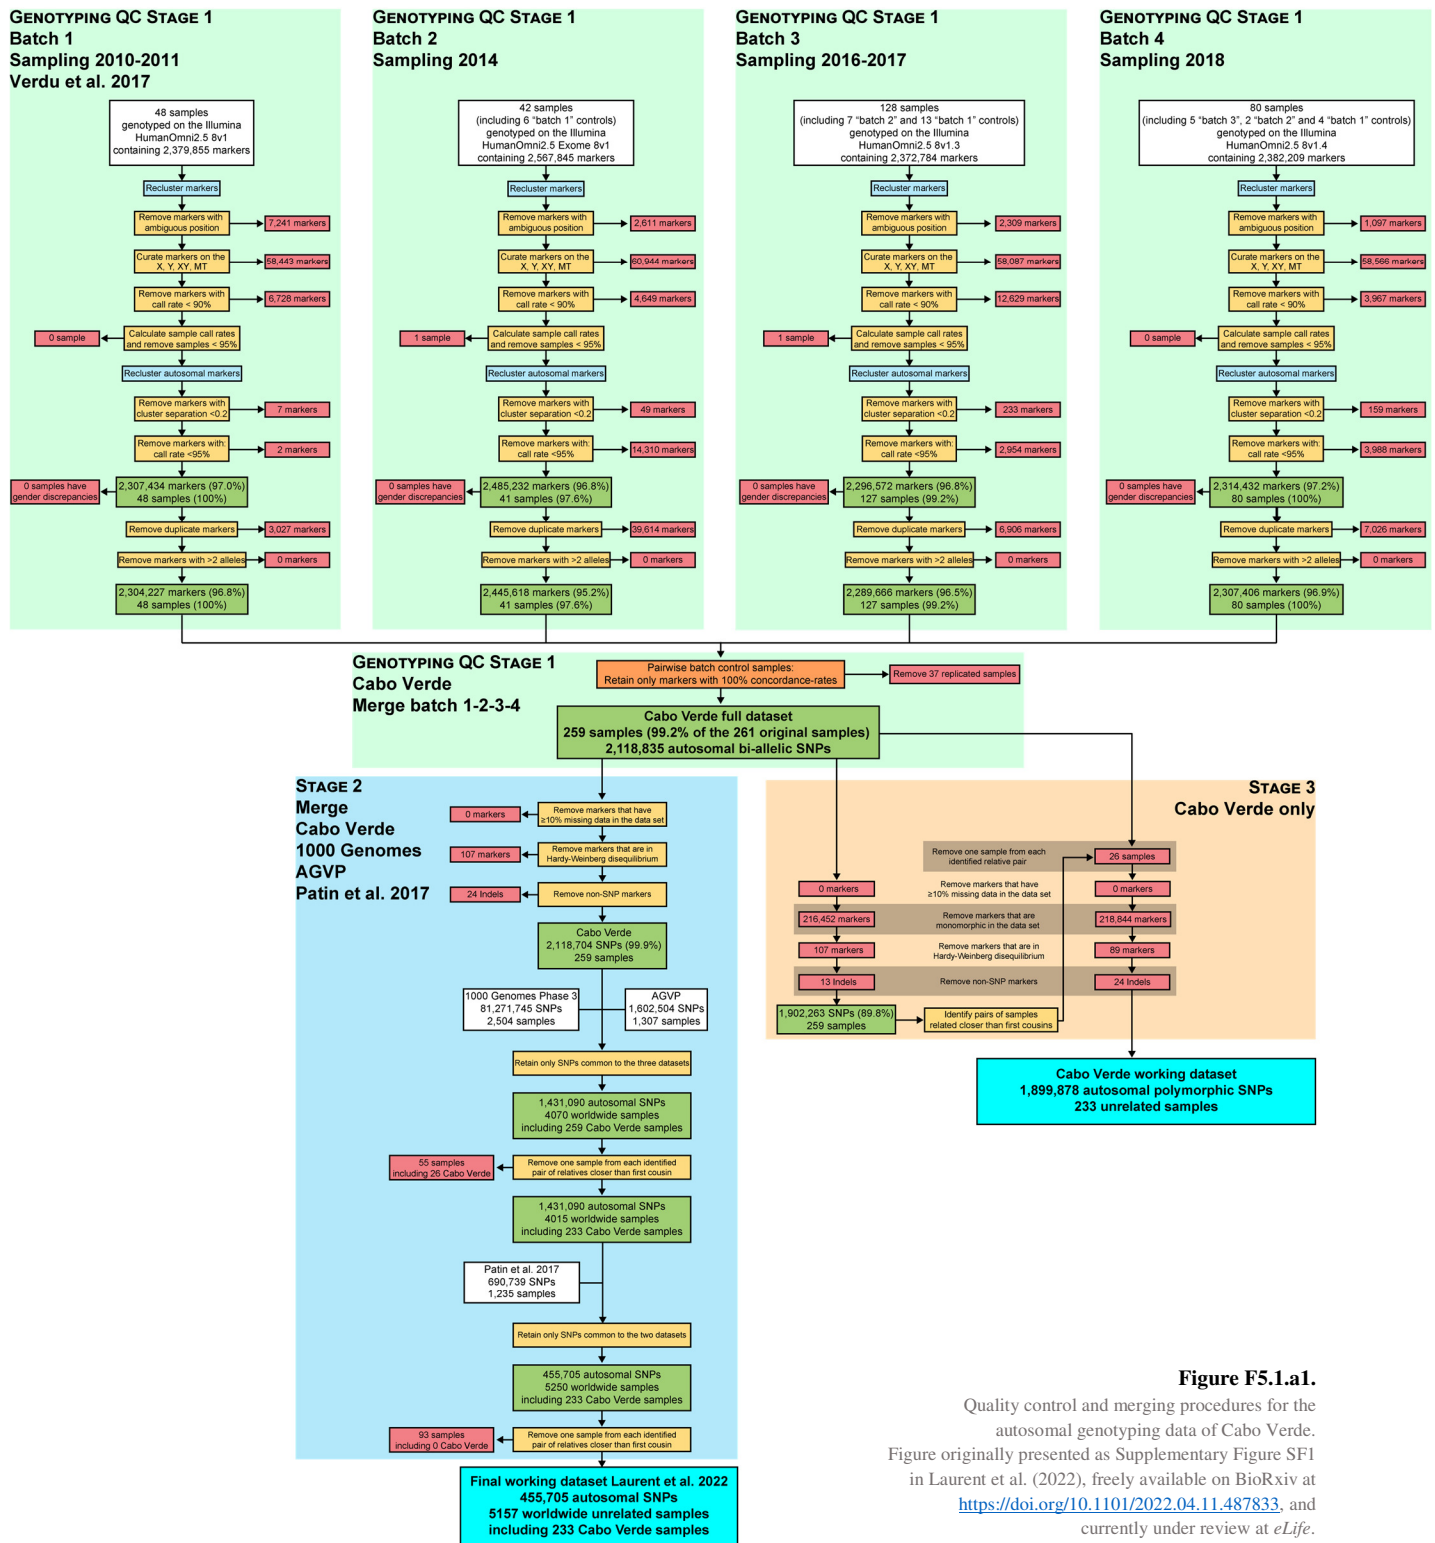 GENOTYPING QC STAGE 1
Batch 1
Sampling 2010-2011
Verdu et al. 2017
48 samples
genotyped on the Illumina
HumanOmni2.5 8v1
containing 2,379,855 markers
Recluster markers
Remove markers with
ambiguous position
7,241 markers
Curate markers on the
X, Y, XY, MT
58,443 markers
Remove markers with
call rate < 90%
6,728 markers
Calculate sample call rates
and remove samples < 95%
0 sample
Recluster autosomal markers
Remove markers with
cluster separation <0.2
7 markers
Remove markers with:
call rate <95%
2 markers
2,307,434 markers (97.0%)
48 samples (100%)
0 samples have
gender discrepancies
Remove duplicate markers
3,027 markers
Remove markers with >2 alleles
0 markers
2,304,227 markers (96.8%)
48 samples (100%)
GENOTYPING QC STAGE 1
Batch 2
Sampling 2014
42 samples
(including 6 "batch 1" controls)
genotyped on the Illumina
HumanOmni2.5 Exome 8v1
containing 2,567,845 markers
Recluster markers
Remove markers with
ambiguous position
2,611 markers
Curate markers on the
X, Y, XY, MT
60,944 markers
Remove markers with
call rate < 90%
4,649 markers
Calculate sample call rates
and remove samples < 95%
1 sample
Recluster autosomal markers
Remove markers with
cluster separation <0.2
49 markers
Remove markers with:
call rate <95%
14,310 markers
2,485,232 markers (96.8%)
41 samples (97.6%)
0 samples have
gender discrepancies
Remove duplicate markers
39,614 markers
Remove markers with >2 alleles
0 markers
2,445,618 markers (95.2%)
41 samples (97.6%)
GENOTYPING QC STAGE 1
Batch 3
Sampling 2016-2017
128 samples
(including 7 "batch 2" and 13 "batch 1" controls)
genotyped on the Illumina
HumanOmni2.5 8v1.3
containing 2,372,784 markers
Recluster markers
Remove markers with
ambiguous position
2,309 markers
Curate markers on the
X, Y, XY, MT
58,087 markers
Remove markers with
call rate < 90%
12,629 markers
Calculate sample call rates
and remove samples < 95%
1 sample
Recluster autosomal markers
Remove markers with
cluster separation <0.2
233 markers
Remove markers with:
call rate <95%
2,954 markers
2,296,572 markers (96.8%)
127 samples (99.2%)
0 samples have
gender discrepancies
Remove duplicate markers
6,906 markers
Remove markers with >2 alleles
0 markers
2,289,666 markers (96.5%)
127 samples (99.2%)
GENOTYPING QC STAGE 1
Batch 4
Sampling 2018
80 samples
(including 5 "batch 3", 2 "batch 2" and 4 "batch 1" controls)
genotyped on the Illumina
HumanOmni2.5 8v1.4
containing 2,382,209 markers
Recluster markers
Remove markers with
ambiguous position
1,097 markers
Curate markers on the
X, Y, XY, MT
58,566 markers
Remove markers with
call rate < 90%
3,967 markers
Calculate sample call rates
and remove samples < 95%
0 sample
Recluster autosomal markers
Remove markers with
cluster separation <0.2
159 markers
Remove markers with:
call rate <95%
3,988 markers
2,314,432 markers (97.2%)
80 samples (100%)
0 samples have
gender discrepancies
Remove duplicate markers
7,026 markers
Remove markers with >2 alleles
0 markers
2,307,406 markers (96.9%)
80 samples (100%)
GENOTYPING QC STAGE 1
Cabo Verde
Merge batch 1-2-3-4
Pairwise batch control samples:
Retain only markers with 100% concordance-rates
Remove 37 replicated samples
Cabo Verde full dataset
259 samples (99.2% of the 261 original samples)
2,118,835 autosomal bi-allelic SNPs
STAGE 2
Merge
Cabo Verde
1000 Genomes
AGVP
Patin et al. 2017
Remove markers that have
≥10% missing data in the data set
0 markers
Remove markers that are in
Hardy-Weinberg disequilibrium
107 markers
Remove non-SNP markers
24 Indels
Cabo Verde
2,118,704 SNPs (99.9%)
259 samples
1000 Genomes Phase 3
81,271,745 SNPs
2,504 samples
AGVP
1,602,504 SNPs
1,307 samples
Retain only SNPs common to the three datasets
1,431,090 autosomal SNPs
4070 worldwide samples
including 259 Cabo Verde samples
55 samples
including 26 Cabo Verde
Remove one sample from each identified
pair of relatives closer than first cousin
1,431,090 autosomal SNPs
4015 worldwide samples
including 233 Cabo Verde samples
Patin et al. 2017
690,739 SNPs
1,235 samples
Retain only SNPs common to the two datasets
455,705 autosomal SNPs
5250 worldwide samples
including 233 Cabo Verde samples
93 samples
including 0 Cabo Verde
Remove one sample from each identified
pair of relatives closer than first cousin
Final working dataset Laurent et al. 2022
455,705 autosomal SNPs
5157 worldwide unrelated samples
including 233 Cabo Verde samples
STAGE 3
Cabo Verde only
Remove one sample from each
identified relative pair
26 samples
0 markers
Remove markers that have
≥10% missing data in the data set
0 markers
216,452 markers
Remove markers that are
monomorphic in the data set
218,844 markers
107 markers
Remove markers that are in
Hardy-Weinberg disequilibrium
89 markers
13 Indels
Remove non-SNP markers
24 Indels
1,902,263 SNPs (89.8%)
259 samples
Identify pairs of samples
related closer than first cousins
Cabo Verde working dataset
1,899,878 autosomal polymorphic SNPs
233 unrelated samples
Figure F5.1.a1.
Quality control and merging procedures for the
autosomal genotyping data of Cabo Verde.
Figure originally presented as Supplementary Figure SF1
in Laurent et al. (2022), freely available on BioRxiv at
https://doi.org/10.1101/2022.04.11.487833, and
currently under review at eLife.